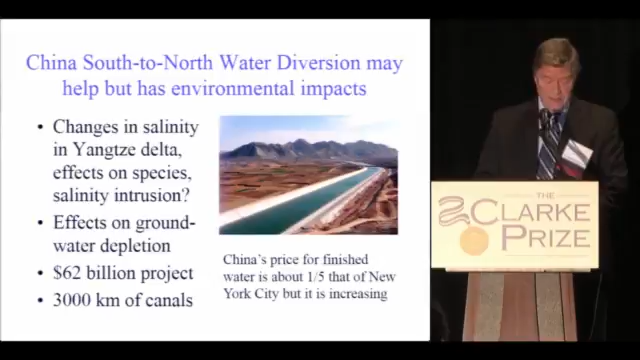 China South-to-North Water Diversion may
help but has environmental impacts
• Changes in salinity
in Yangtze delta,
effects on species,
salinity intrusion?
• Effects on ground-
water depletion
• $62 billion project
• 3000 km of canals
China's price for finished
water is about 1/5 that of New
York City but it is increasing
THE
CLARKE
PRIZE